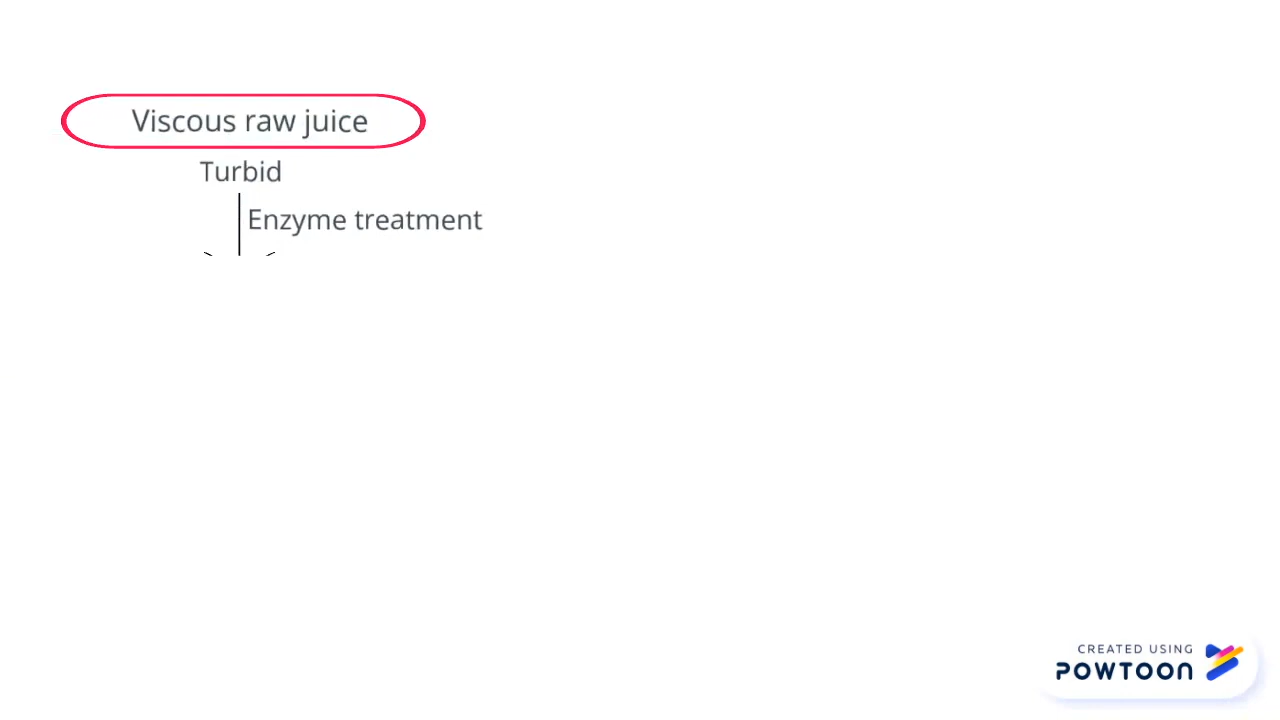 Viscous raw juice
Turbid
Enzyme treatment
CREATED USING
POWTOON